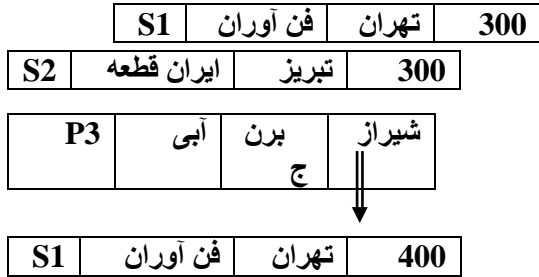 S1 فن آوران تهران 300
S2 ایران قطعه تبریز 300
P3 آبی برن شیراز
ج
S1 فن آوران تهران 400